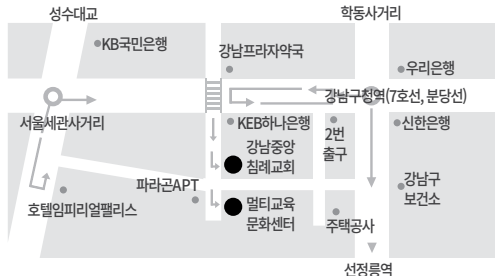 성수대교
학동사거리
KB국민은행
강남프라자약국
우리은행
강남구청역(7호선, 분당선)
서울세관사거리
KEB하나은행
2번
출구
신한은행
강남중앙
침례교회
파라곤APT
강남구
보건소
호텔임피리얼팰리스
멀티교육
문화센터
주택공사
선정릉역